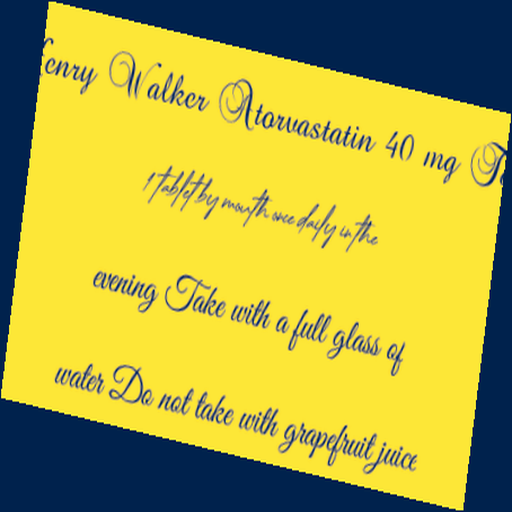 Walker Atorvastatin 40 mg
1 tablet by mouth once daily in the
evening Take with a full glass of
water Do not take with grapefruit juice